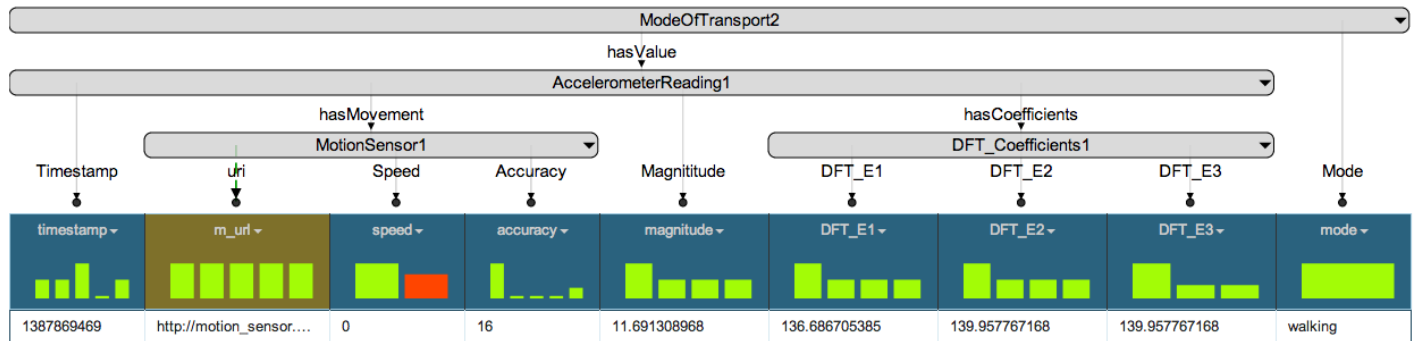 ModeOfTransport2
hasValue
AccelerometerReading1
hasMovement hasCoefficients
MotionSensor1 DFT_Coefficients1
Timestamp uri Speed Accuracy Magnititude DFT_E1 DFT_E2 DFT_E3 Mode
timestamp m_url speed accuracy magnitude DFT_E1 DFT_E2 DFT_E3 mode
1387869469 http://motion_sensor.... 0 16 11.691308968 136.686705385 139.957767168 139.957767168 walking